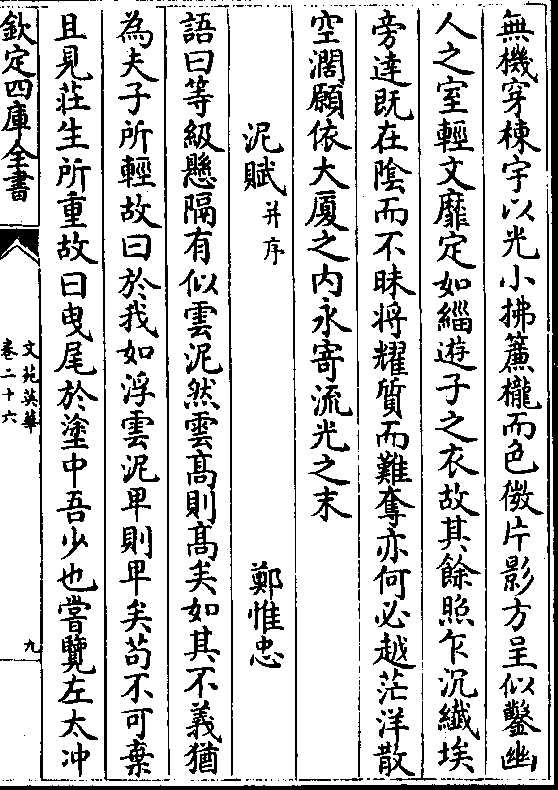 無機穿棟宇以光小拂簾櫳而色微片影方呈似鑿幽
人之室輕文靡定如緇遊子之衣故其餘照乍沉纖埃
旁達既在陰而不昧将耀質而難奪亦何必越茫洋散
空濶願依大厦之内永寄流光之末
泥賦并序 鄭惟忠
語曰等級懸隔有似雲泥然雲髙則髙矣如其不義猶
為夫子所輕故曰於我如浮雲泥卑則卑矣苟不可棄
且見莊生所重故曰曳尾於塗中吾少也嘗覽左太冲
欽定四庫全書
文苑英華
卷二十六
九